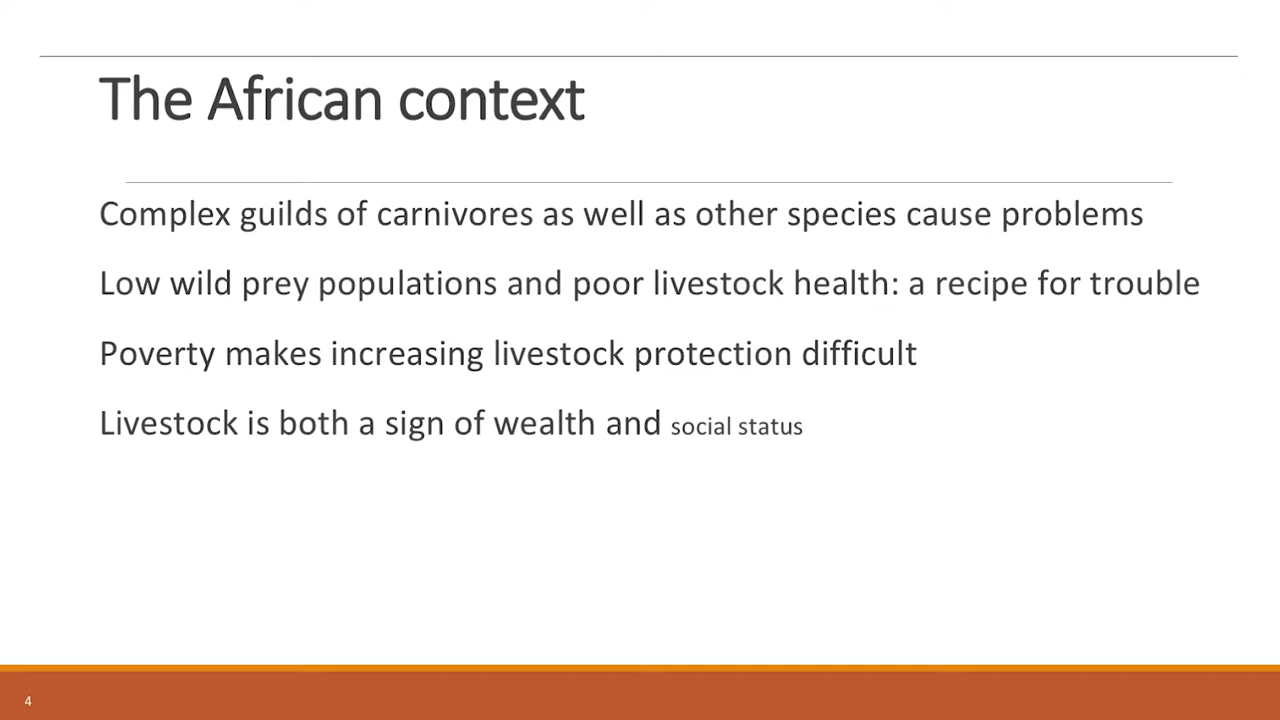 The African context
Complex guilds of carnivores as well as other species cause problems
Low wild prey populations and poor livestock health: a recipe for trouble
Poverty makes increasing livestock protection difficult
Livestock is both a sign of wealth and social status
4